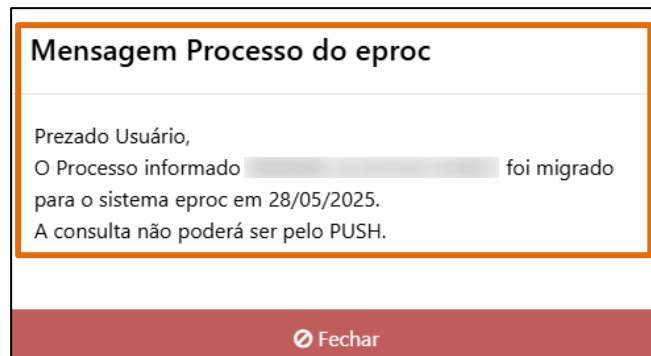 Mensagem Processo do eproc
Prezado Usuário,
O Processo informado foi migrado
para o sistema eproc em 28/05/2025.
A consulta não poderá ser pelo PUSH.
Fechar